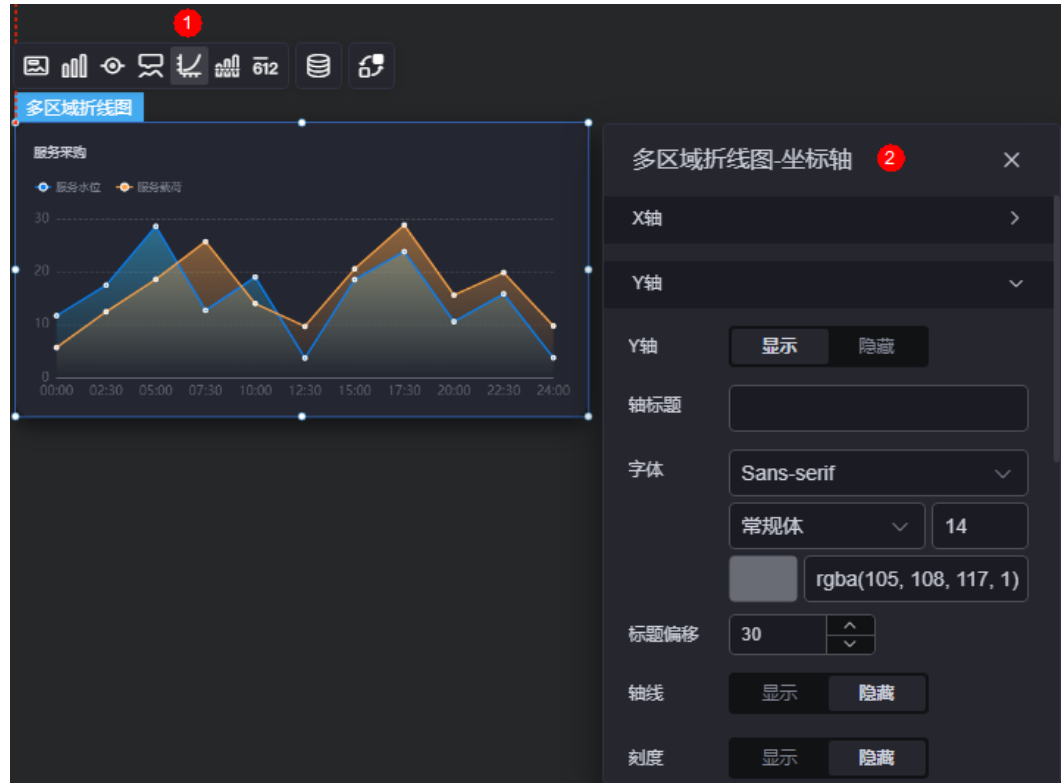 1
612
多区域折线图
服务采购
服务水位 服务载荷
30
20
10
0
00:00 02:30 05:00 07:30 10:00 12:30 15:00 17:30 20:00 22:30 24:00
多区域折线图-坐标轴 2
X轴
Y轴
Y轴 显示 隐藏
轴标题
字体 Sans-serif
常规体 14
rgba(105, 108, 117, 1)
标题偏移 30
轴线 显示 隐藏
刻度 显示 隐藏